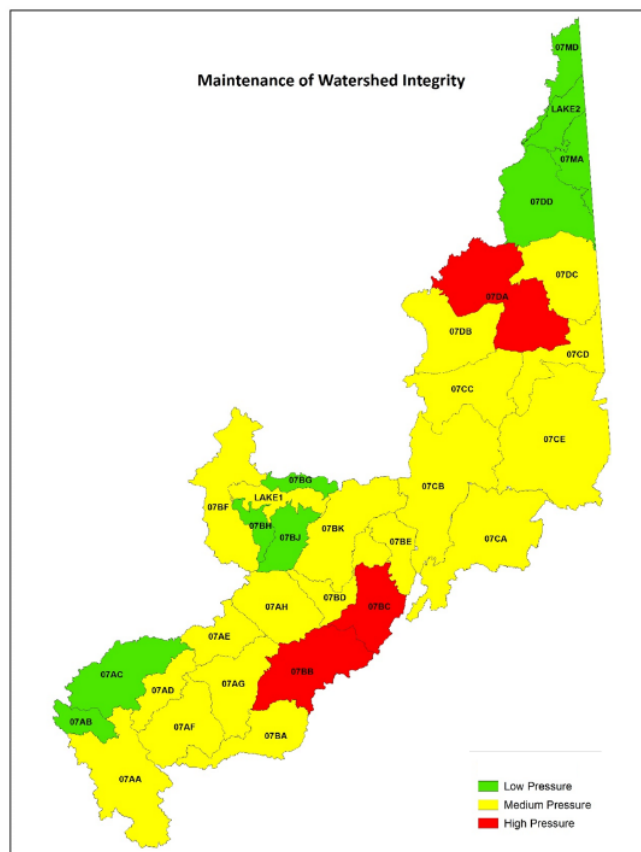 07MD
Maintenance of Watershed Integrity
LAKE2
07MA
07DD
07DC
07DA
07DB
07CD
07CC
07CE
07BG
07CB
LAKE1
07BF
07BH
07BK
07BJ
07BE
07CA
07BD
07BC
07AH
07AE
07BB
07AC
07AG
07AD
07AB
07AF
07BA
07AA
Low Pressure
Medium Pressure
High Pressure